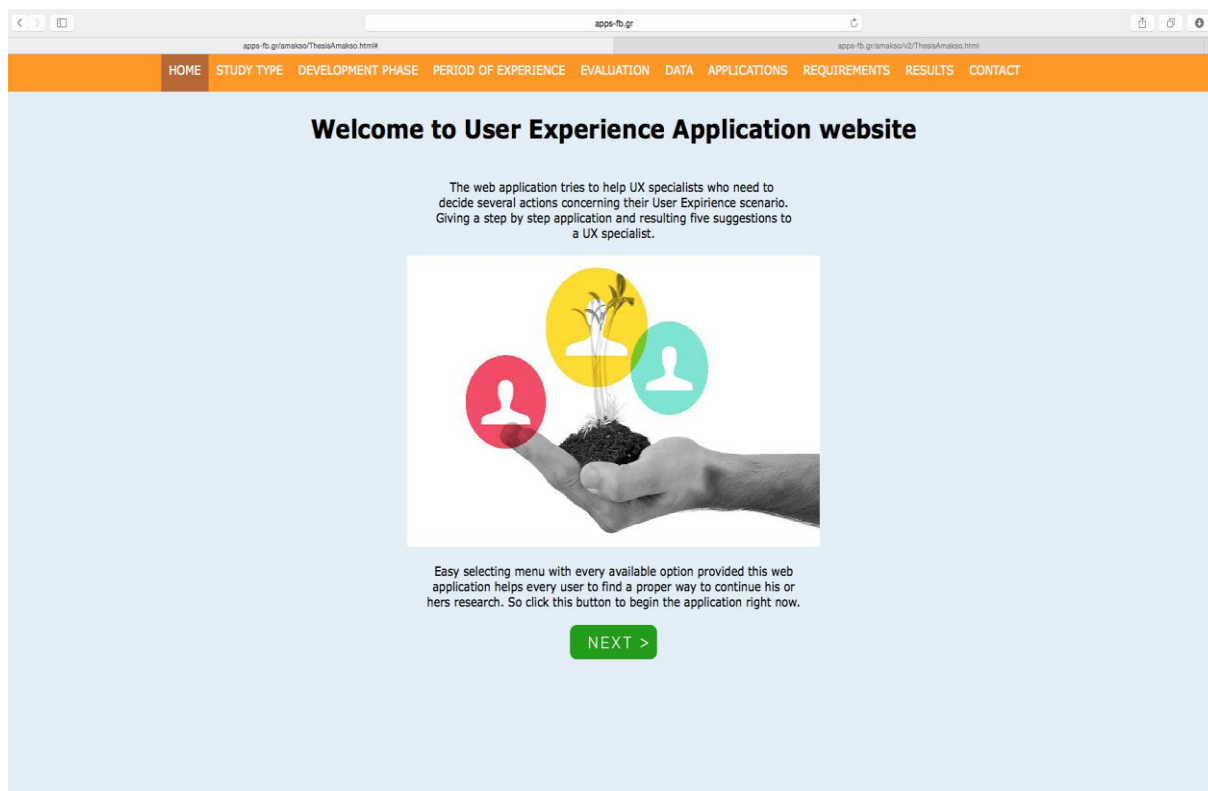 apps-fb.gr
apps-fb.gr/amakso/ThesisAmakso.html#
apps-fb.gr/amakso/v2/ThesisAmakso.html
HOME STUDY TYPE DEVELOPMENT PHASE PERIOD OF EXPERIENCE EVALUATION DATA APPLICATIONS REQUIREMENTS RESULTS CONTACT
Welcome to User Experience Application website
The web application tries to help UX specialists who need to
decide several actions concerning their User Expirience scenario.
Giving a step by step application and resulting five suggestions to
a UX specialist.
Easy selecting menu with every available option provided this web
application helps every user to find a proper way to continue his or
hers research. So click this button to begin the application right now.
NEXT >